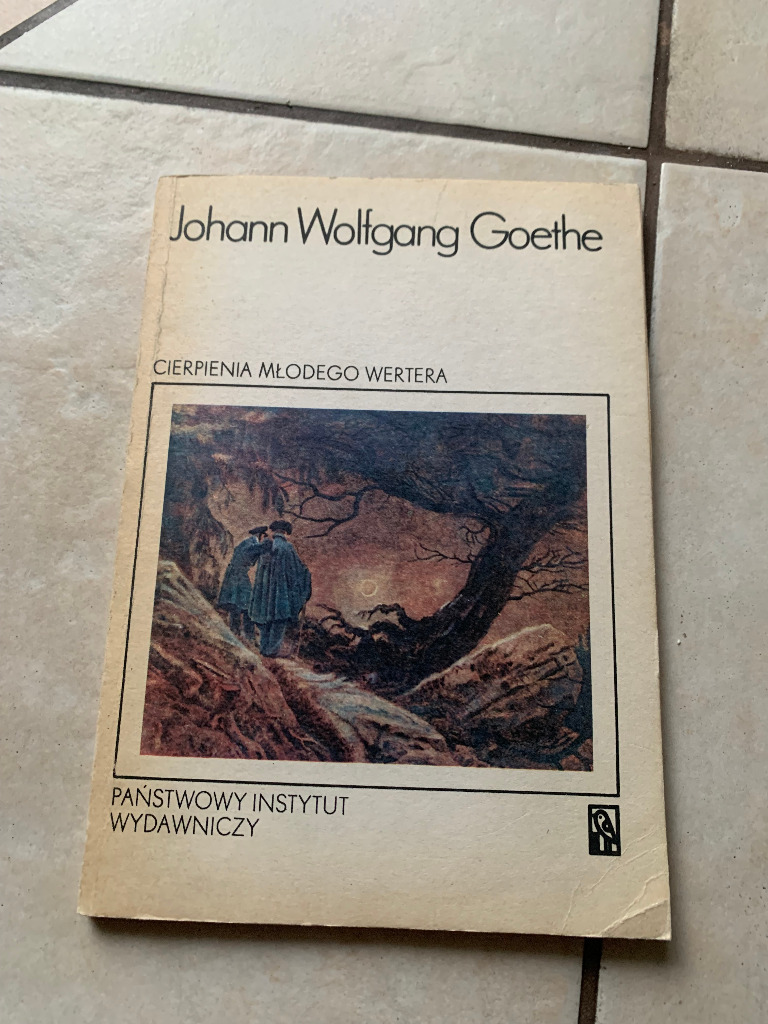 Johann Wolfgang Goethe
CIERPIENIA MŁODEGO WERTERA
PAŃSTWOWY INSTYTUT
WYDAWNICZY